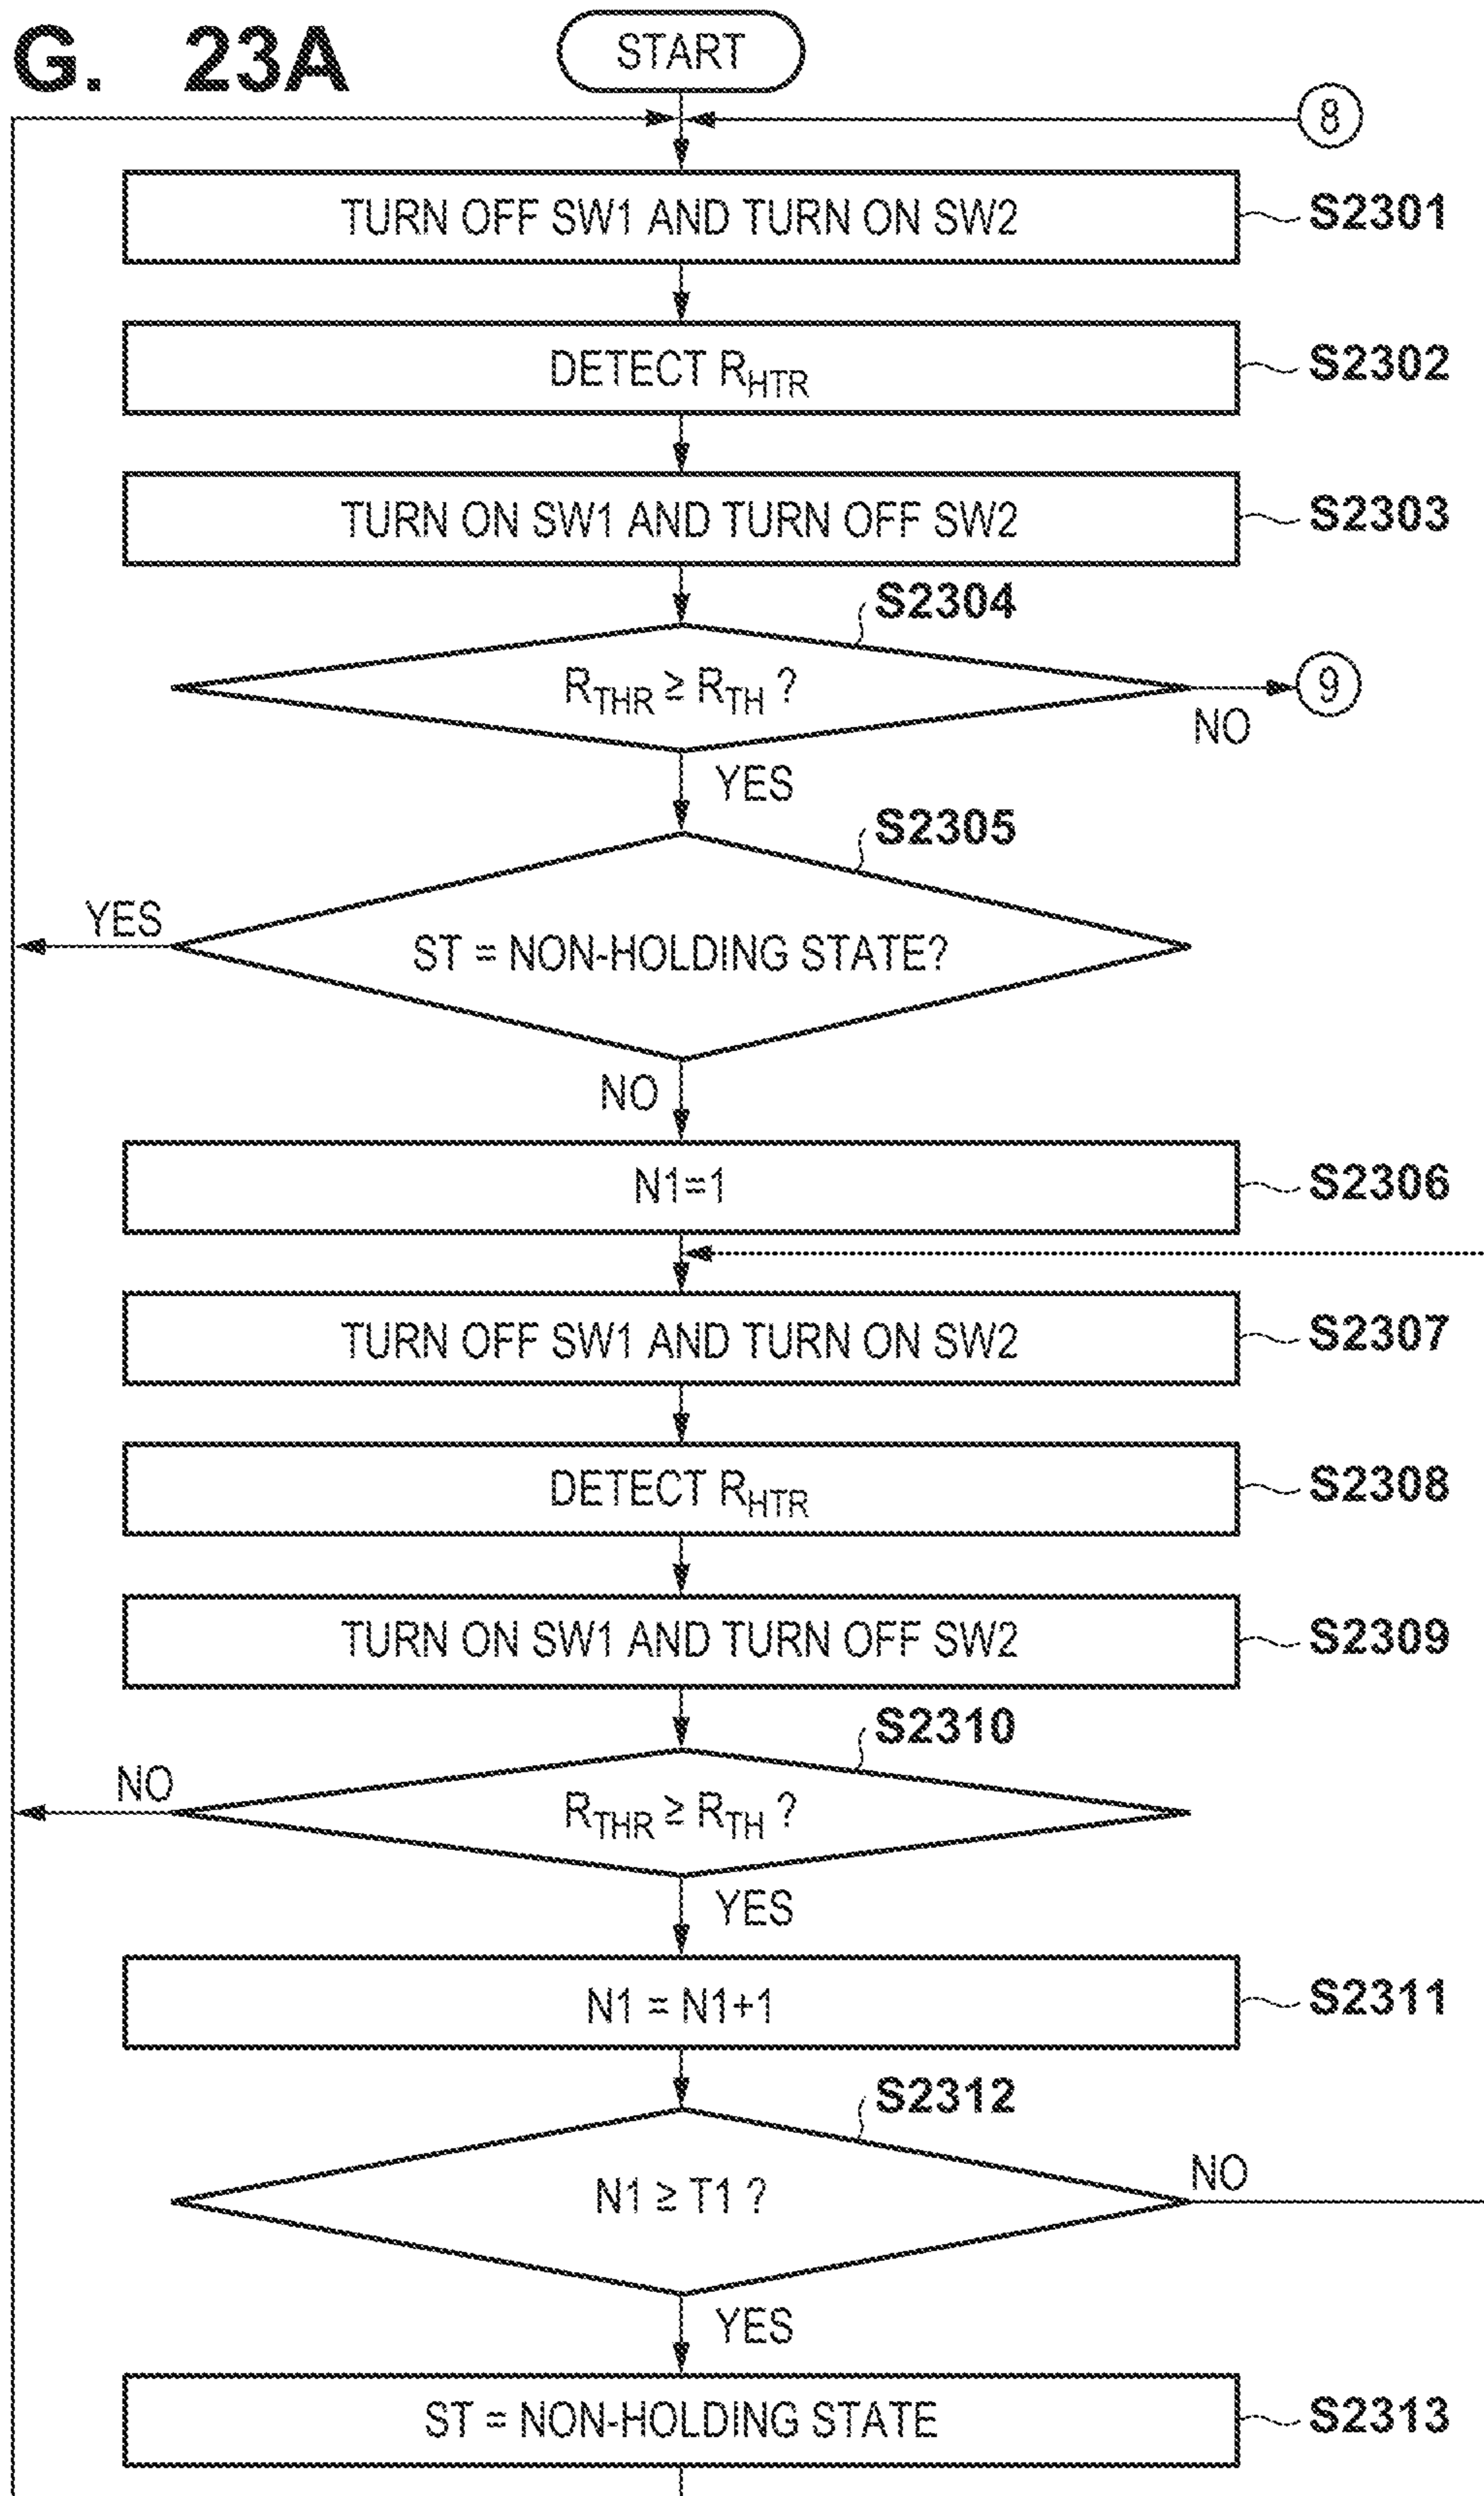 G. 23A
START
8
TURN OFF SW1 AND TURN ON SW2
S2301
DETECT RHTR
S2302
TURN ON SW1 AND TURN OFF SW2
S2303
S2304
RTHR ≥ RTH ?
9
NO
YES
S2305
YES
ST = NON-HOLDING STATE?
NO
N1=1
S2306
TURN OFF SW1 AND TURN ON SW2
S2307
DETECT RHTR
S2308
TURN ON SW1 AND TURN OFF SW2
S2309
S2310
NO
RTHR ≥ RTH ?
YES
N1 = N1+1
S2311
S2312
N1 ≥ T1 ?
NO
YES
ST = NON-HOLDING STATE
S2313